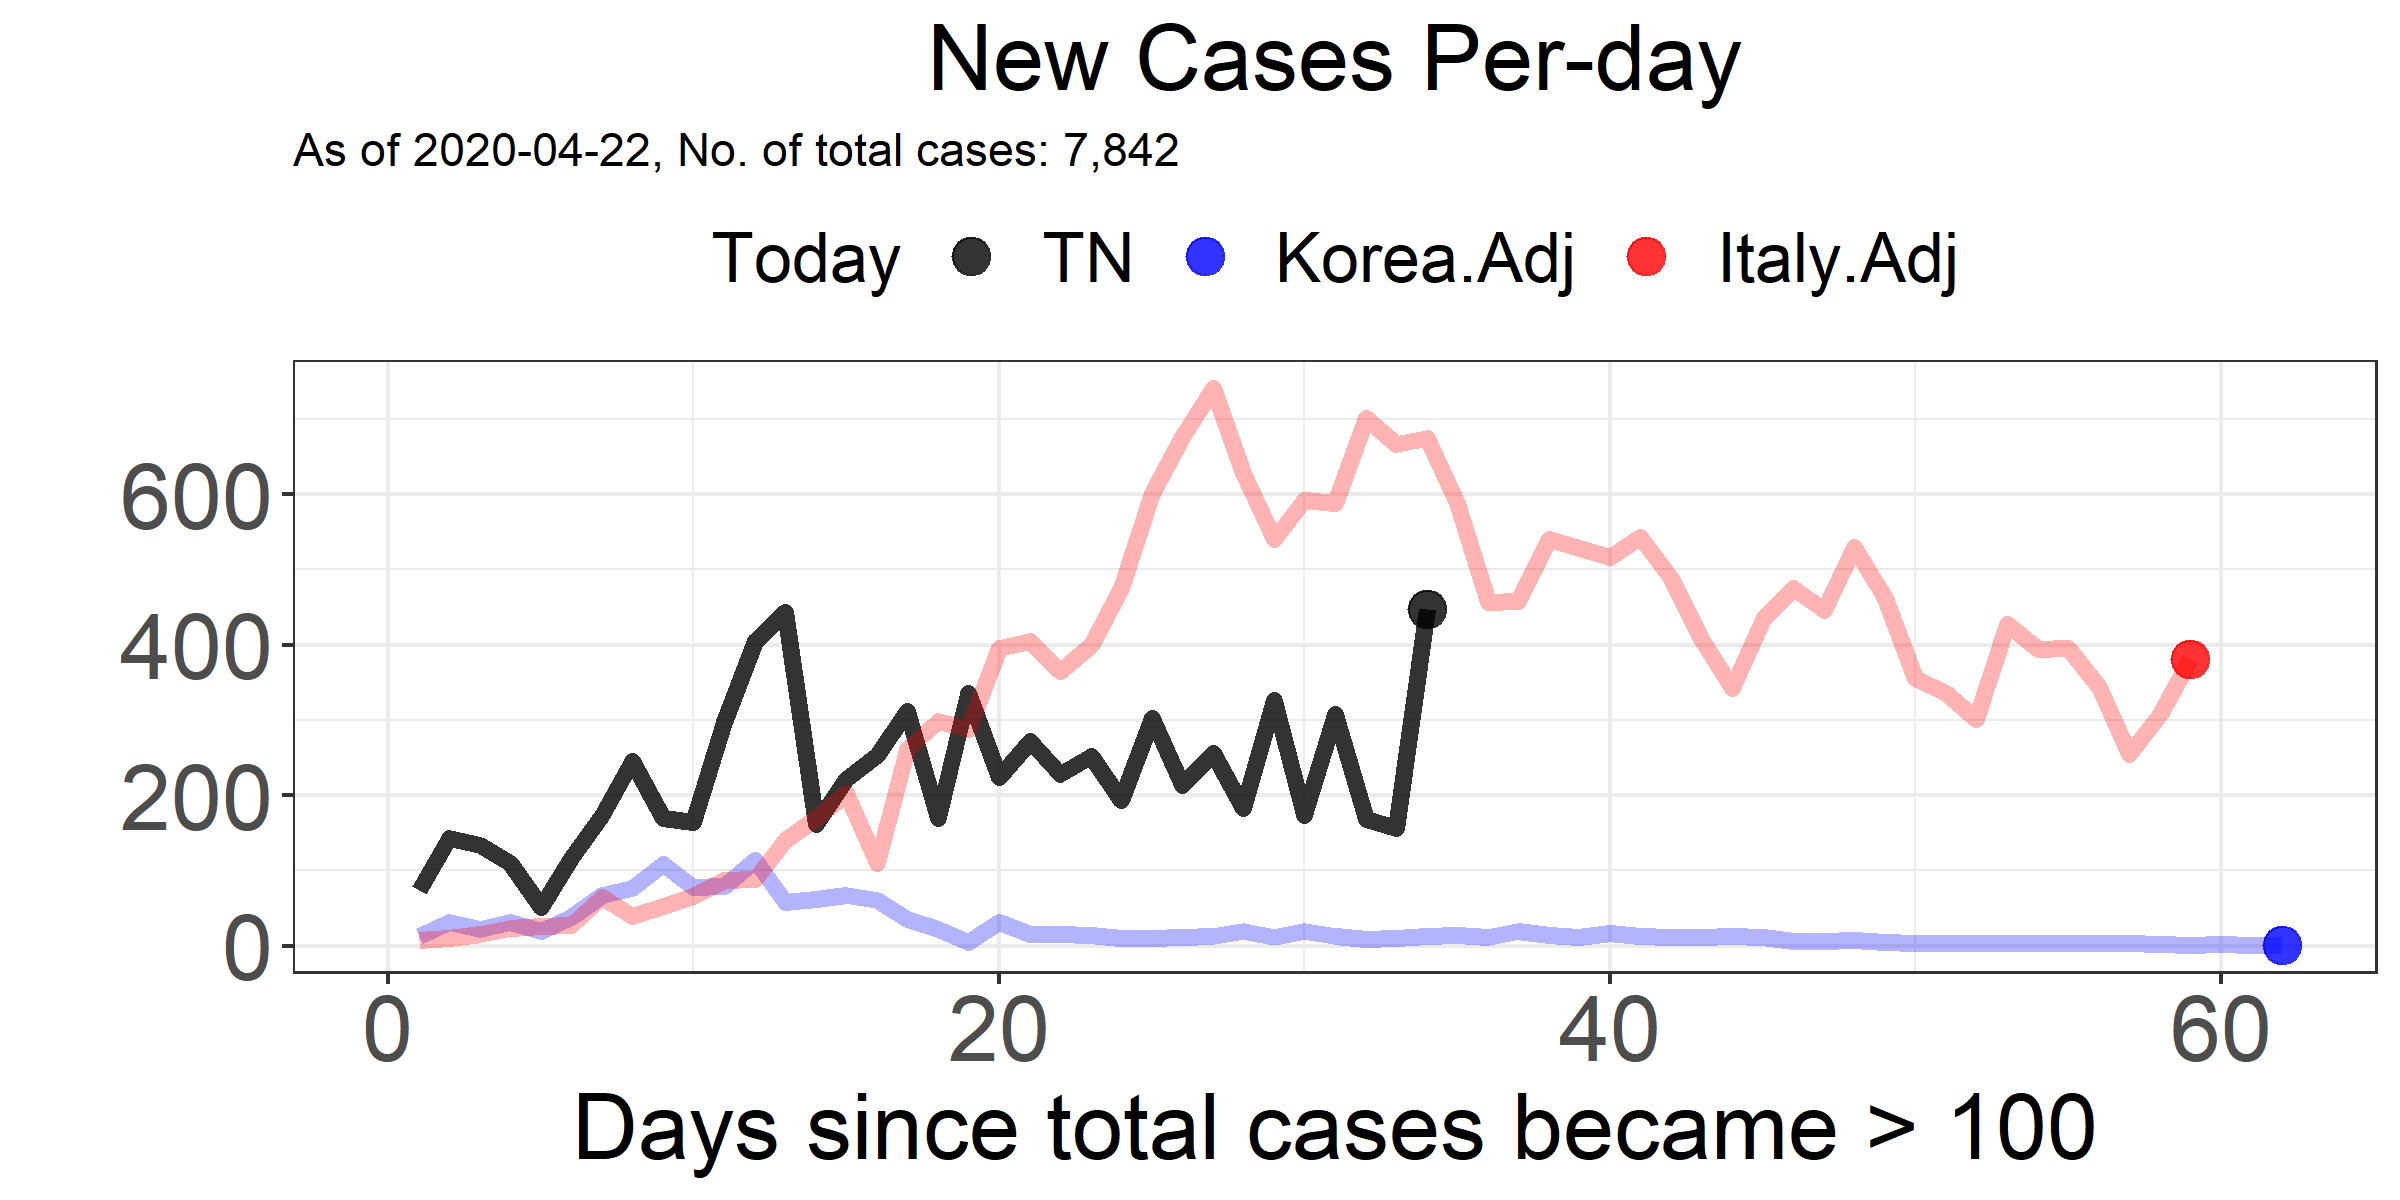 New Cases Per-day
As of 2020-04-22, No. of total cases: 7,842
Today TN Korea.Adj Italy.Adj
600
400
200
0
0 20 40 60
Days since total cases became > 100